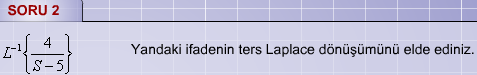 SORU 2
L⁻¹{4/(S−5)} Yandaki ifadenin ters Laplace dönüşümünü elde ediniz.